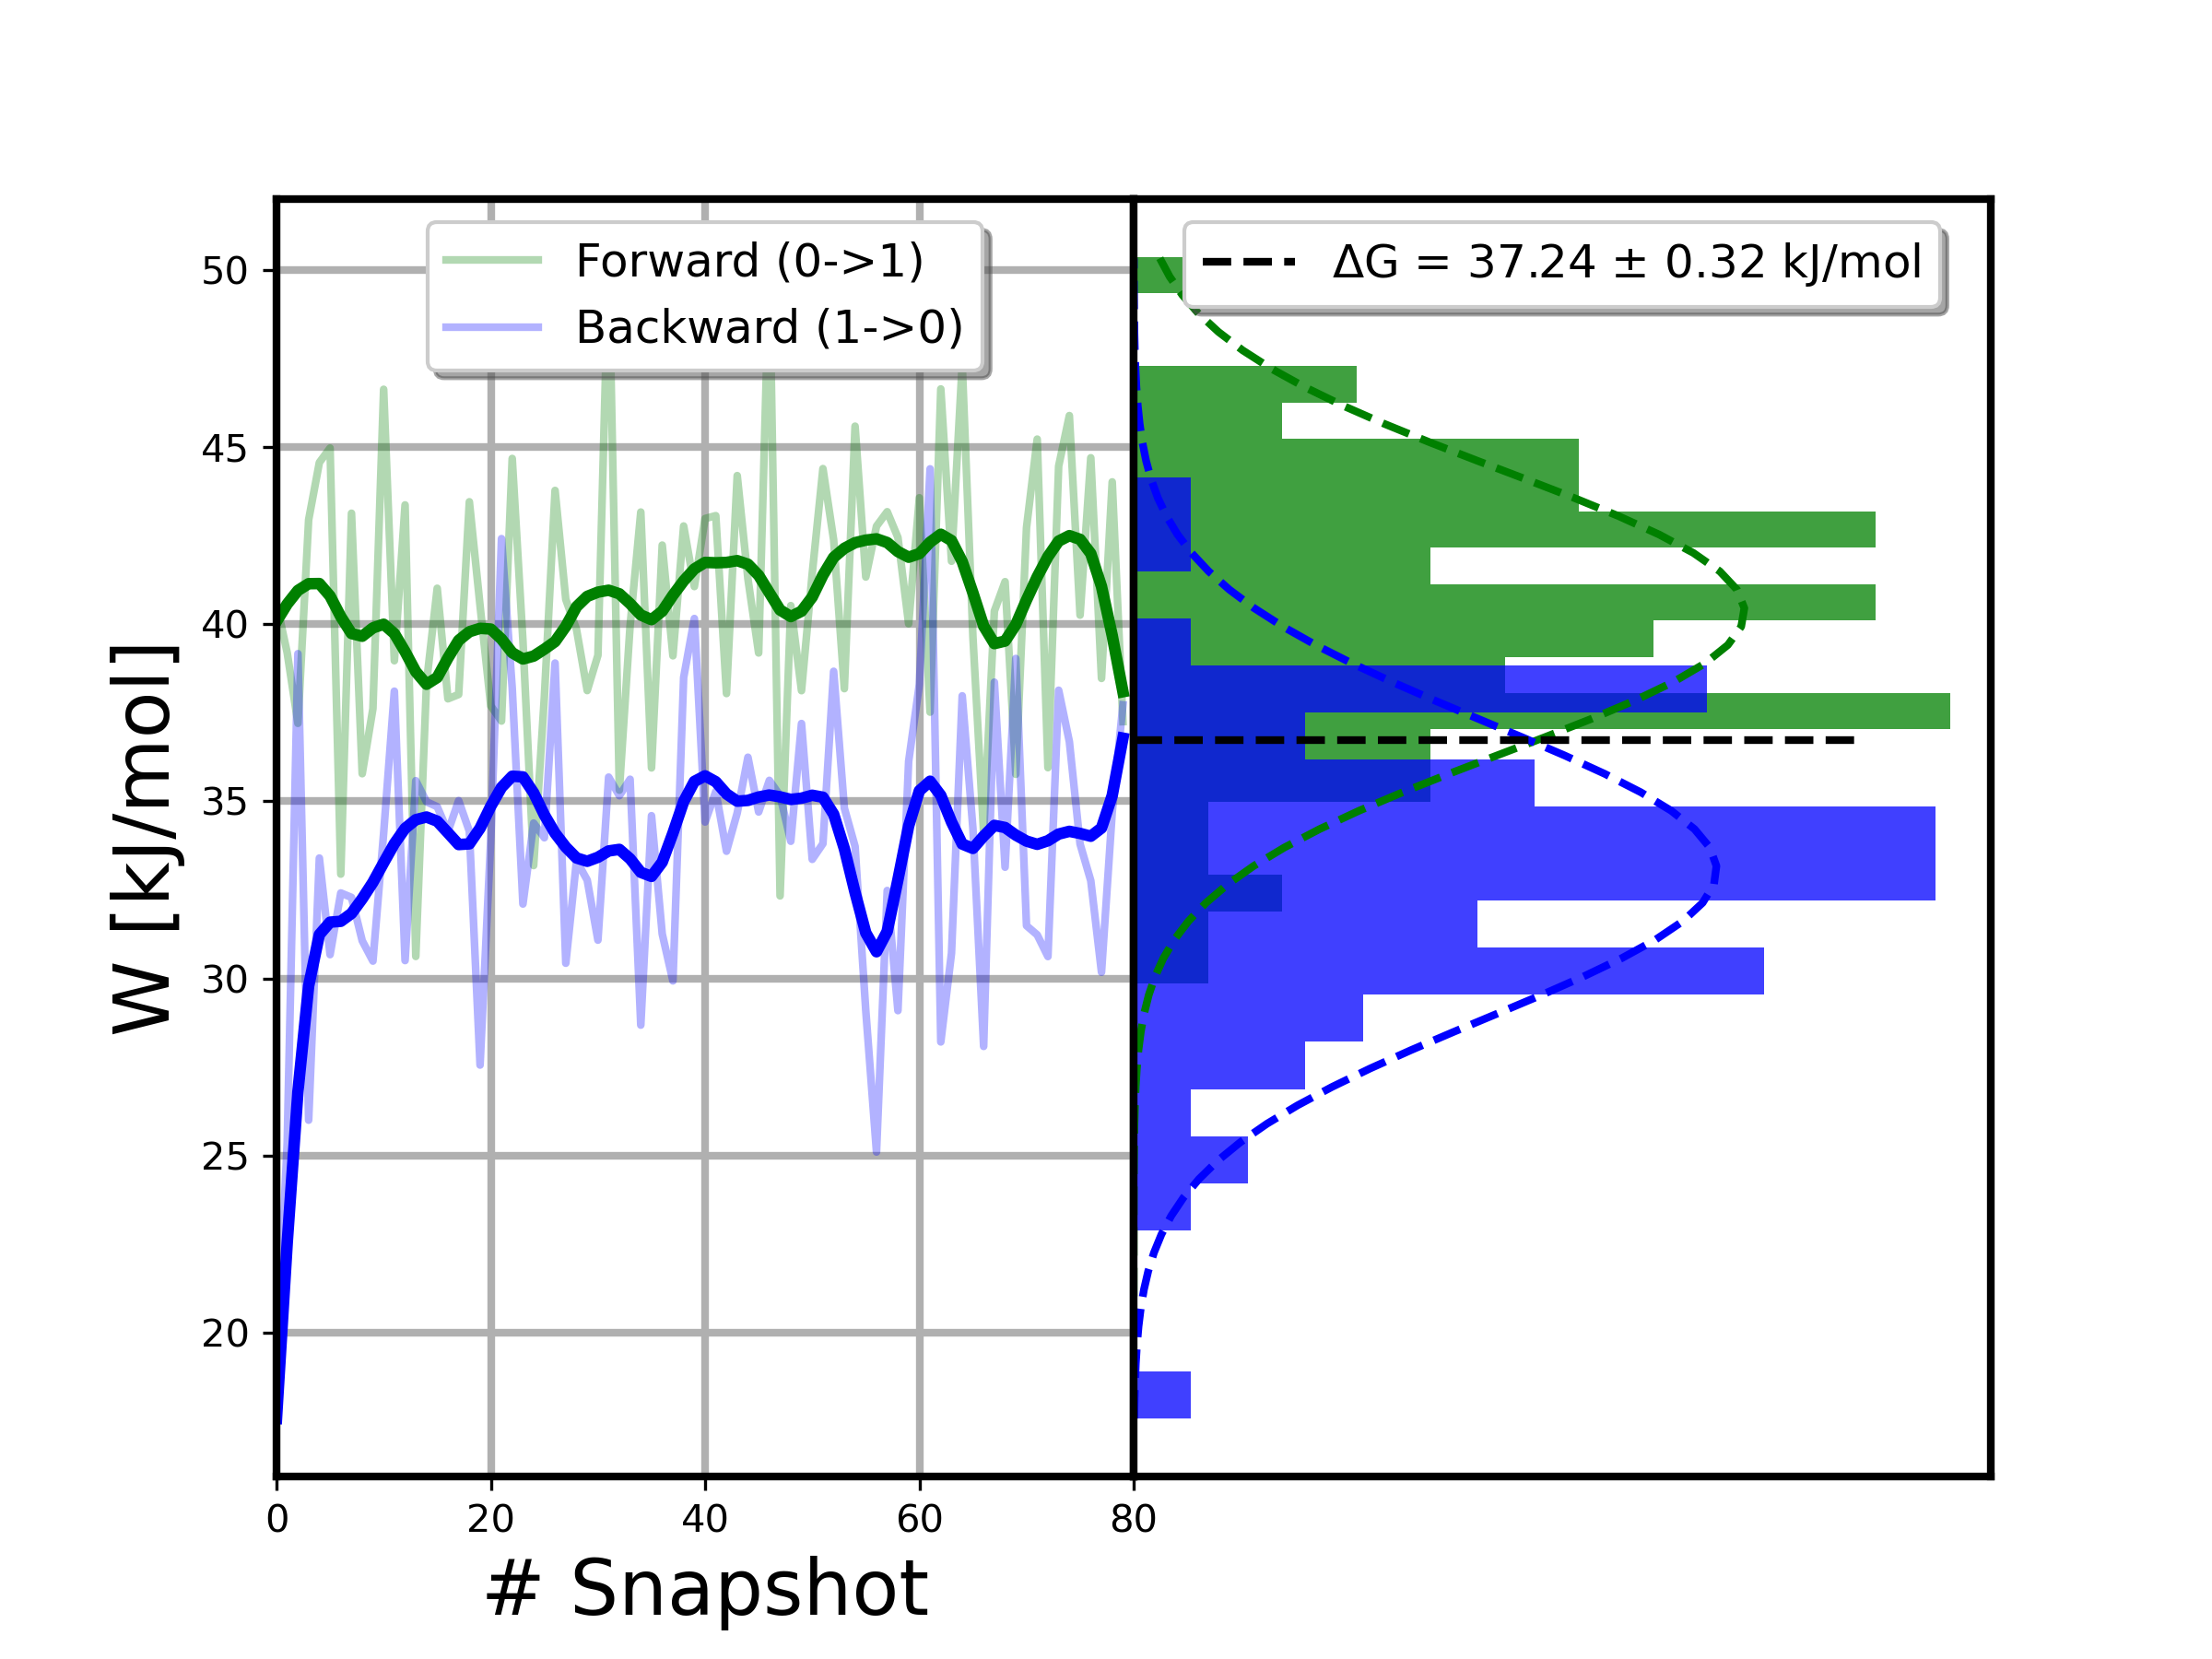 Forward (0->1)
Backward (1->0)
ΔG = 37.24 ± 0.32 kJ/mol
50
45
40
35
30
25
20
W [kJ/mol]
0 20 40 60 80
# Snapshot